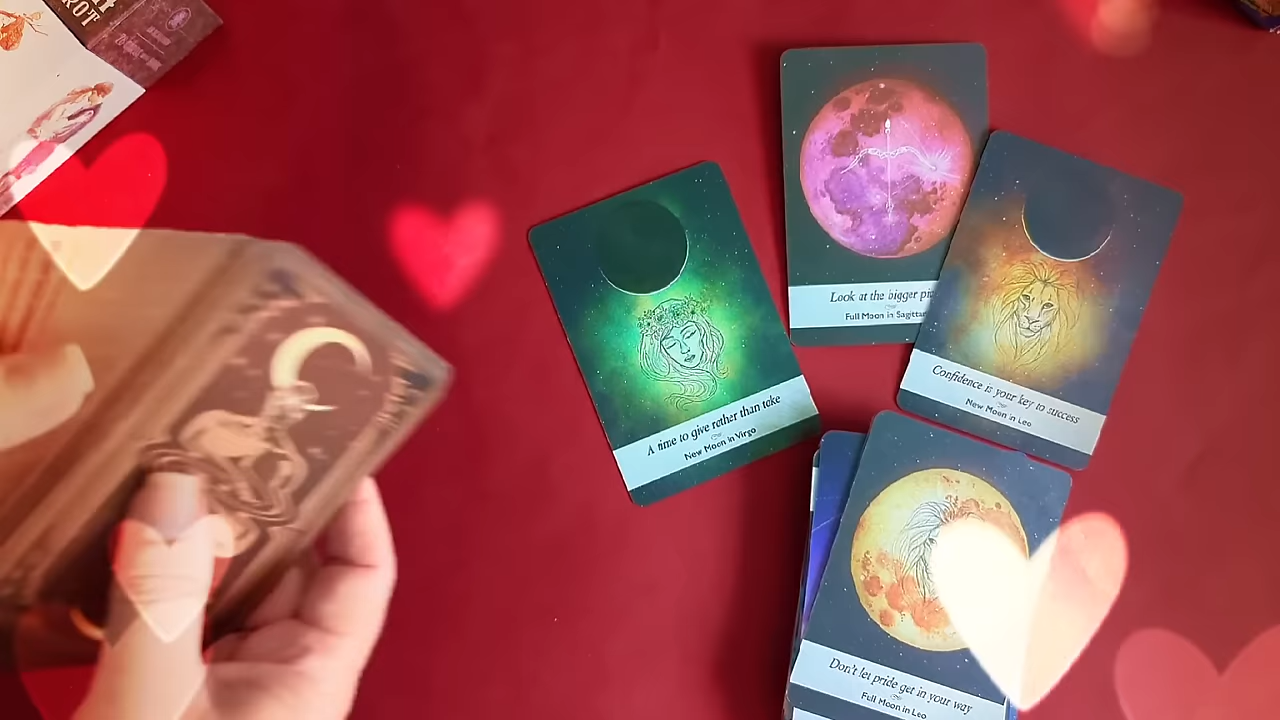 TAROT
Look at the bigger
Full Moon in
A time to give rather than take
New Moon in Virgo
Confidence is your key to success
New Moon in Leo
Don't let pride get in your way
Full Moon in Leo